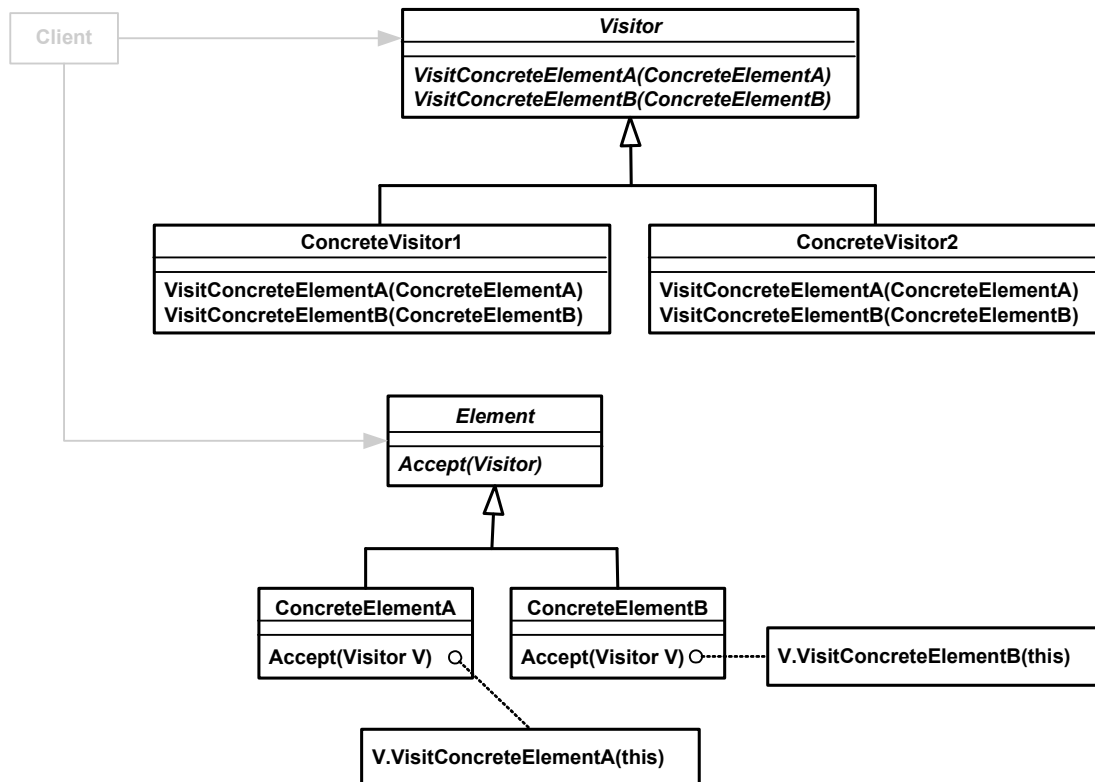 Client
Visitor
VisitConcreteElementA(ConcreteElementA)
VisitConcreteElementB(ConcreteElementB)
ConcreteVisitor1
VisitConcreteElementA(ConcreteElementA)
VisitConcreteElementB(ConcreteElementB)
ConcreteVisitor2
VisitConcreteElementA(ConcreteElementA)
VisitConcreteElementB(ConcreteElementB)
Element
Accept(Visitor)
ConcreteElementA
Accept(Visitor V)
ConcreteElementB
Accept(Visitor V)
V.VisitConcreteElementB(this)
V.VisitConcreteElementA(this)